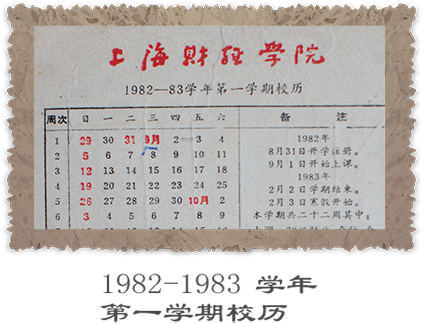 上海财经学院
1982—83学年第一学期校历
周次 日 一 二 三 四 五 六 备 注
1 29 30 31 9月 2 3 4 1982年
8月31日开学注册。
2 5 6 7 8 9 10 11 9月1日开始上课。
3 12 13 14 15 16 17 18 1983年
4 19 20 21 22 23 24 25 2月2日学期结束。
5 26 27 28 29 30 10月 2 2月3日寒假开始。
6 3 4 5 6 7 8 9 本学期共二十二周其中：
1982-1983 学年
第一学期校历